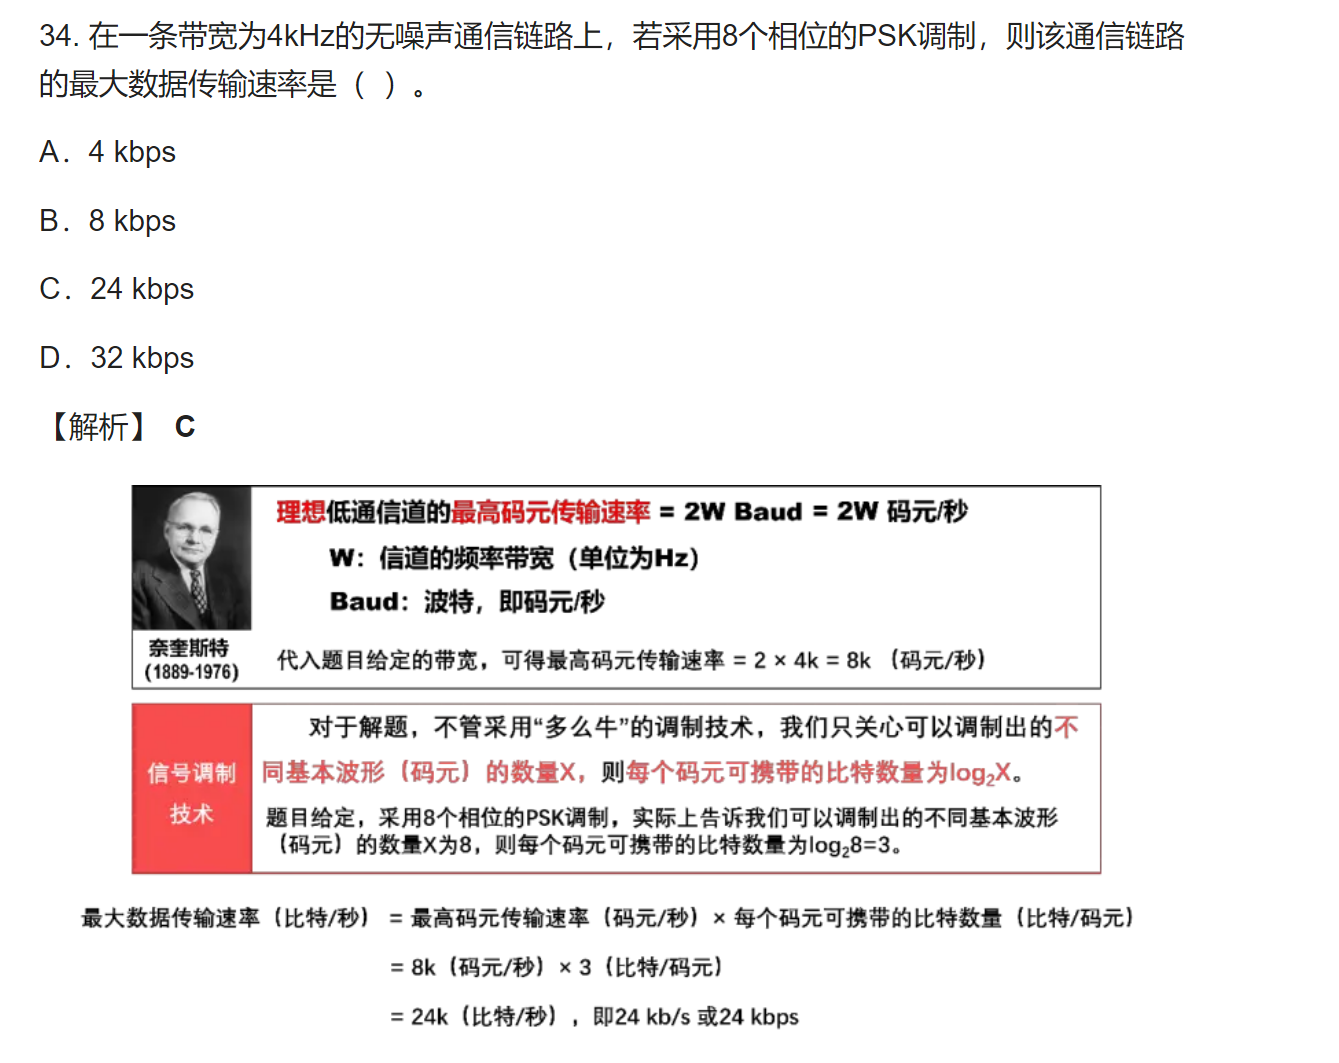 34. 在一条带宽为4kHz的无噪声通信链路上，若采用8个相位的PSK调制，则该通信链路
的最大数据传输速率是（ ）。
A．4 kbps
B．8 kbps
C．24 kbps
D．32 kbps
【解析】 C
理想低通信道的最高码元传输速率 = 2W Baud = 2W 码元/秒
W：信道的频率带宽（单位为Hz）
Baud：波特，即码元/秒
代入题目给定的带宽，可得最高码元传输速率 = 2 × 4k = 8k （码元/秒）
奈奎斯特
(1889-1976)
信号调制
技术
对于解题，不管采用“多么牛”的调制技术，我们只关心可以调制出的不
同基本波形（码元）的数量X，则每个码元可携带的比特数量为log₂X。
题目给定，采用8个相位的PSK调制，实际上告诉我们可以调制出的不同基本波形
（码元）的数量X为8，则每个码元可携带的比特数量为log₂8=3。
最大数据传输速率（比特/秒） = 最高码元传输速率（码元/秒）× 每个码元可携带的比特数量（比特/码元）
= 8k（码元/秒）× 3（比特/码元）
= 24k（比特/秒），即24 kb/s 或24 kbps